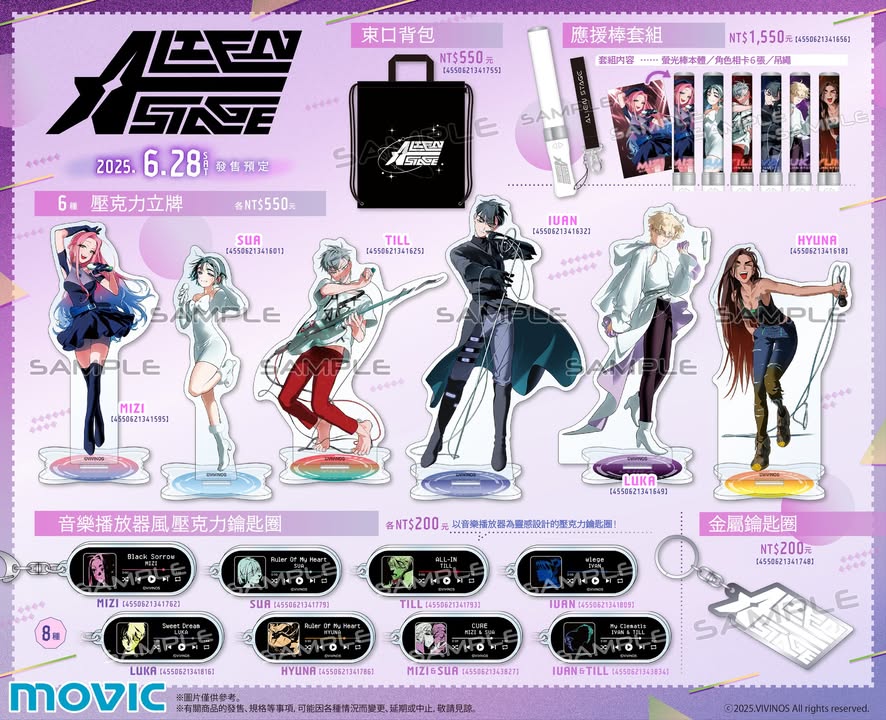 ALIEN STAGE
2025. 6.28 SAT 發售預定
束口背包
NT$550元
[4550621341755]
ALIEN STAGE
應援棒套組
NT$1,550元 [4550621341656]
套組內容 …… 螢光棒本體／角色相卡6張／吊繩
ALIEN STAGE
6種 壓克力立牌 各NT$550元
MIZI
[4550621341595]
SUA
[4550621341601]
TILL
[4550621341625]
IVAN
[4550621341632]
LUKA
[4550621341649]
HYUNA
[4550621341618]
©VIVINOS
SAMPLE
音樂播放器風壓克力鑰匙圈
各NT$200元 以音樂播放器為靈感設計的壓克力鑰匙圈！
8種
Black Sorrow
MIZI
MIZI [4550621341762]
Ruler Of My Heart
SUA
SUA [4550621341779]
ALL-IN
TILL
TILL [4550621341793]
wiege
IVAN
IVAN [4550621341809]
Sweet Dream
LUKA
LUKA [4550621341816]
Ruler Of My Heart
HYUNA
HYUNA [4550621341786]
CURE
MIZI & SUA
MIZI&SUA [4550621343827]
My Clematis
IVAN & TILL
IVAN&TILL [4550621343834]
金屬鑰匙圈
NT$200元
[4550621341748]
ALIEN STAGE
movic
※圖片僅供參考。
※有關商品的發售、規格等事項，可能因各種情況而變更、延期或中止，敬請見諒。
©2025.VIVINOS All rights reserved.